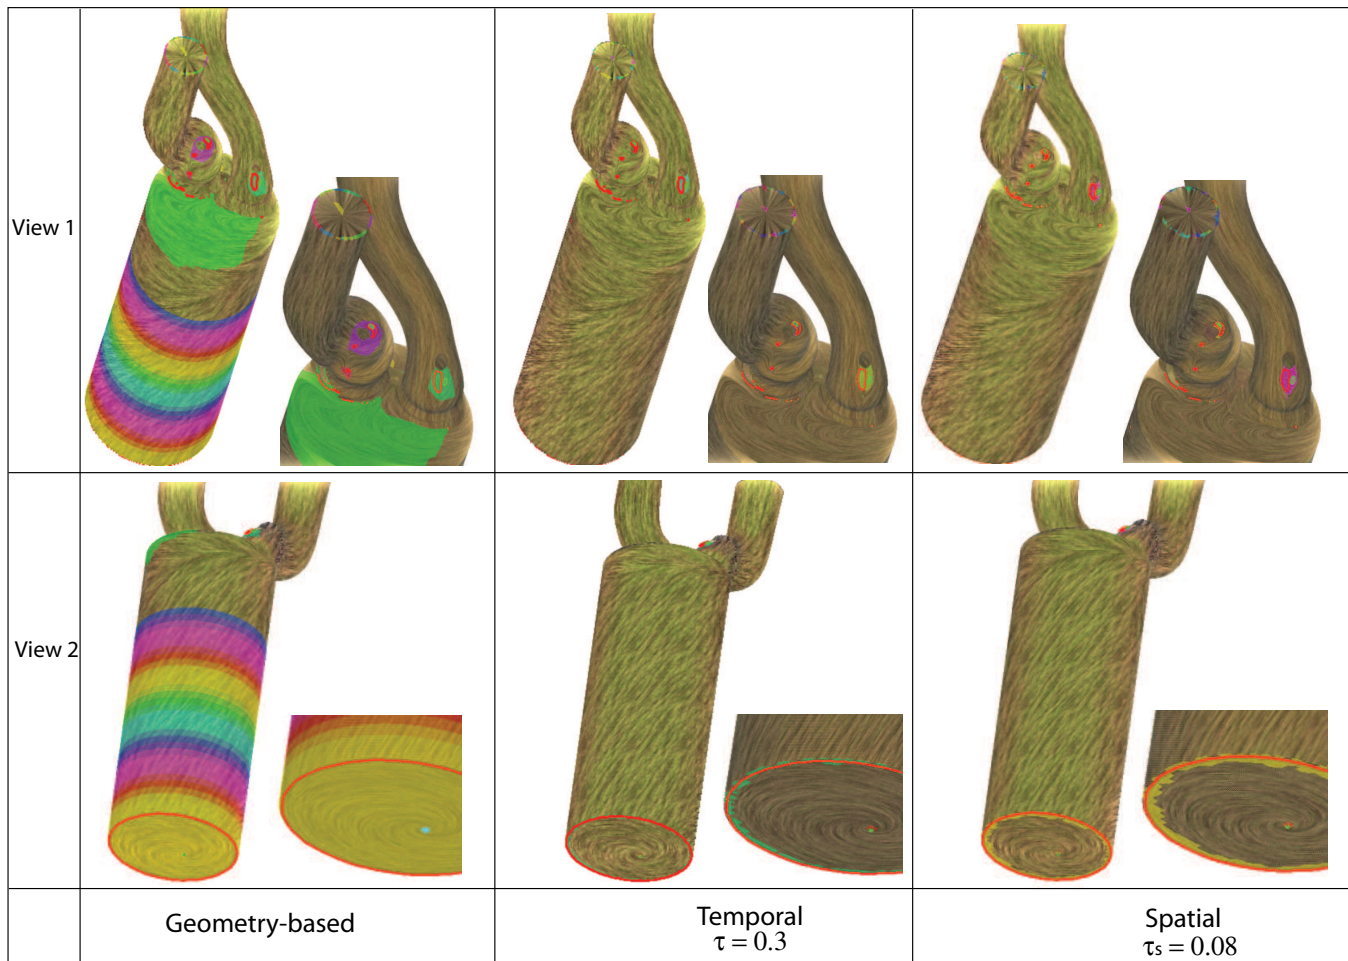 View 1
View 2
Geometry-based
Temporal
τ = 0.3
Spatial
τs = 0.08